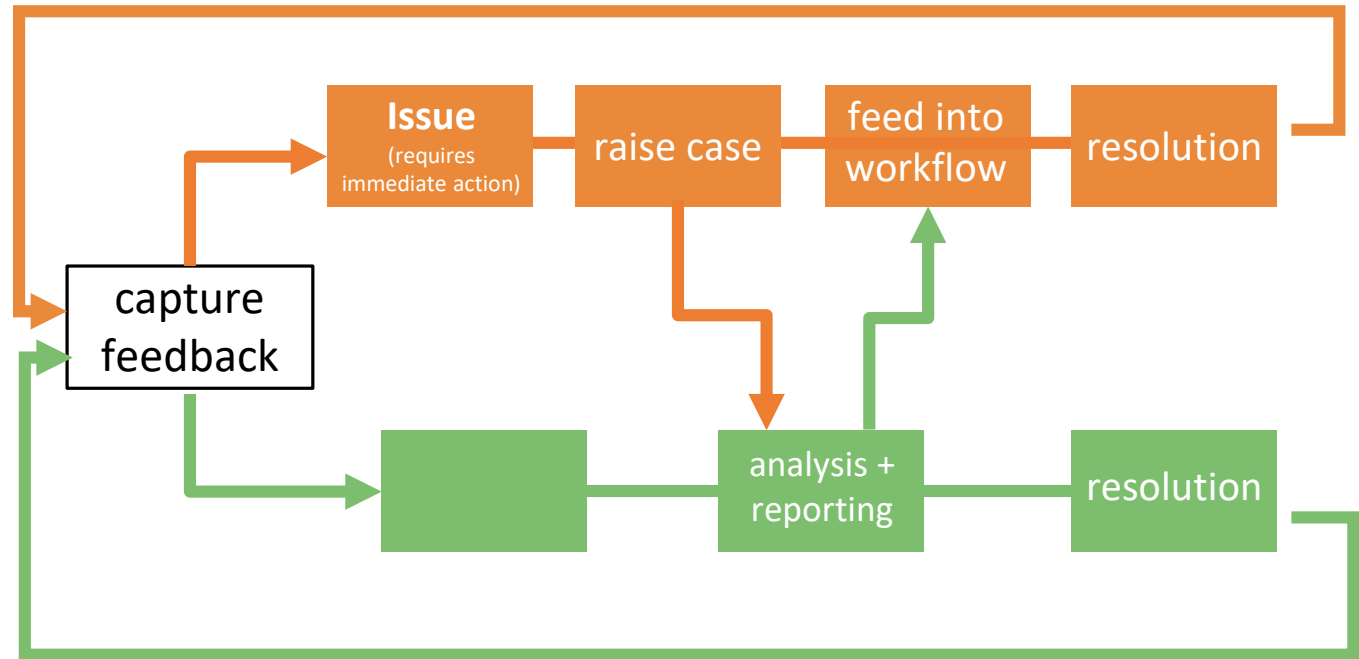 Issue
(requires
immediate action)
raise case
feed into
workflow
resolution
capture
feedback
analysis +
reporting
resolution